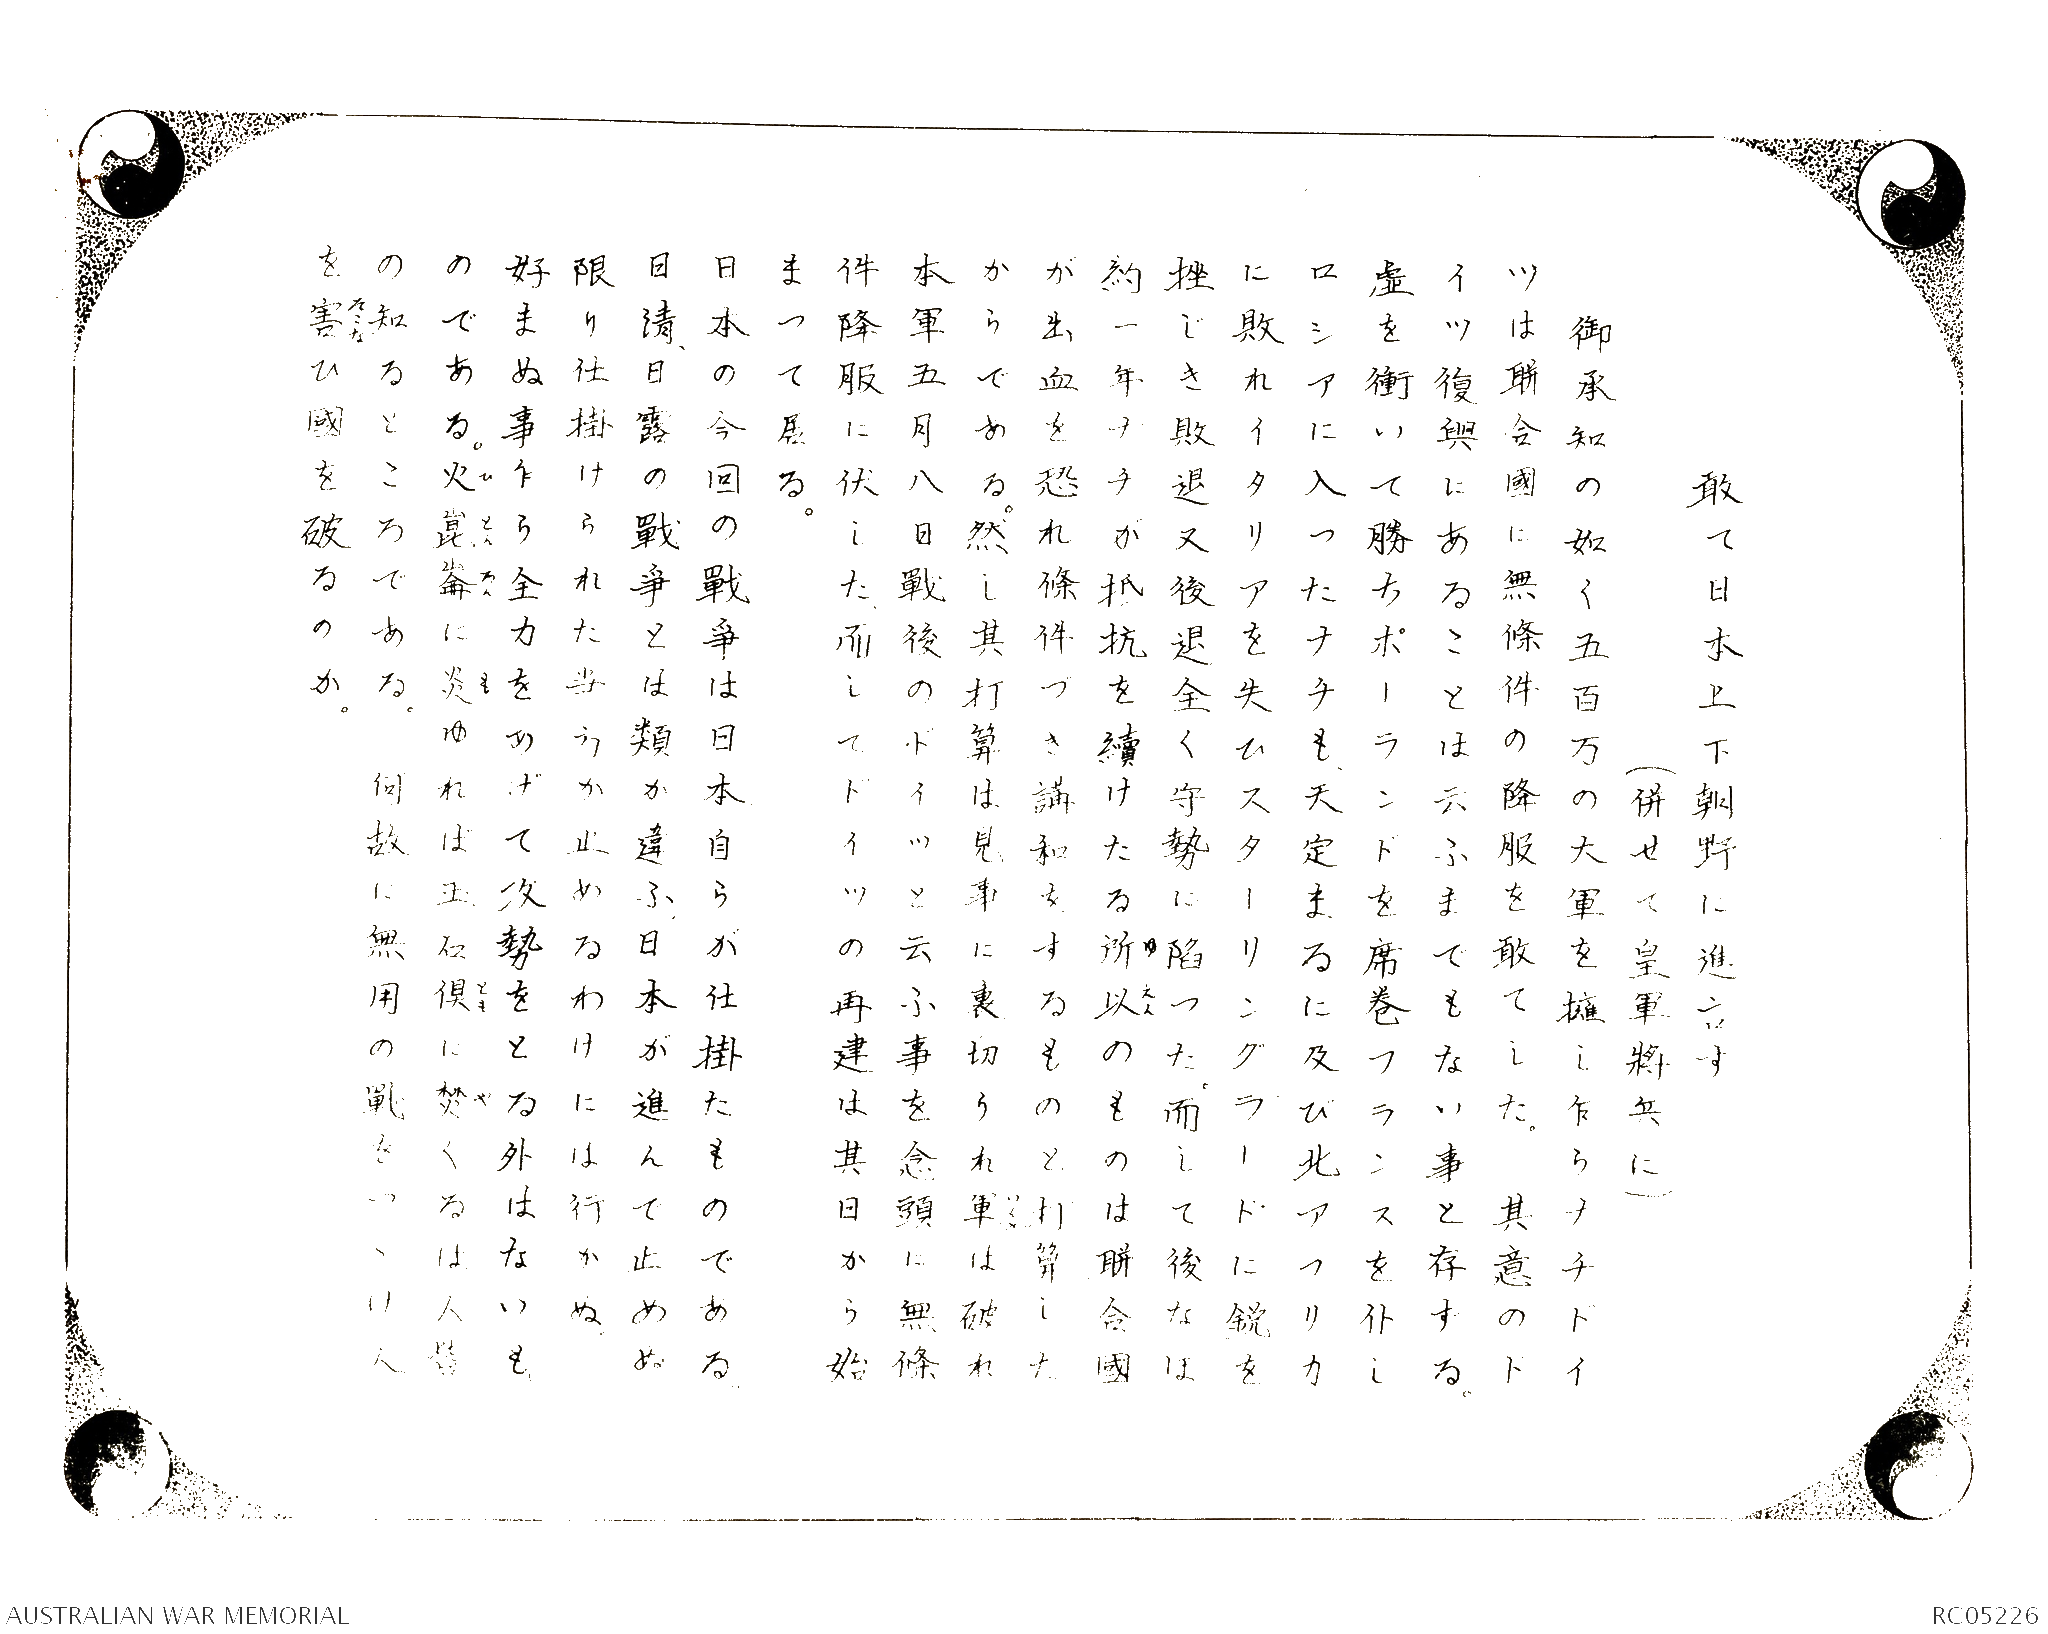 敢て日本上下朝野に進言す
(併せて皇軍將兵に)
御承知の如く五百万の大軍を擁し乍らナチドイ
ツは聯合國に無條件の降服を敢てした。其意のド
イツ復興にあることは云ふまでもない事と存する。
虚を衝いて勝ちポーランドを席巻フランスを仆し
ロシアに入つたナチも、天定まるに及び北アフリカ
に敗れイタリアを失ひスターリングラードに鋭を
挫じき敗退又後退全く守勢に陷つた。而して後なほ
約一年ナチが抵抗を續けたる所以のものは聯合國
が出血を恐れ條件づき講和をするものと打算した
からである。然し其打算は見事に裏切られ軍は破れ
本軍五月八日戰後のドイツと云ふ事を念頭に無條
件降服に伏した、而してドイツの再建は其日から始
まつて居る。
日本の今回の戰爭は日本自らが仕掛たものである、
日清、日露の戰爭とは類か違ふ、日本が進んで止めぬ
限り仕掛けられた当うか止めるわけには行かぬ、
好まぬ事乍ら全力をあげて攻勢をとる外はないも
のである。火崑崙に炎ゆれば玉石倶に焚くるは人皆
の知るところである。何故に無用の戰をつゝけ人
を害ひ國を破るのか。
AUSTRALIAN WAR MEMORIAL
RC05226